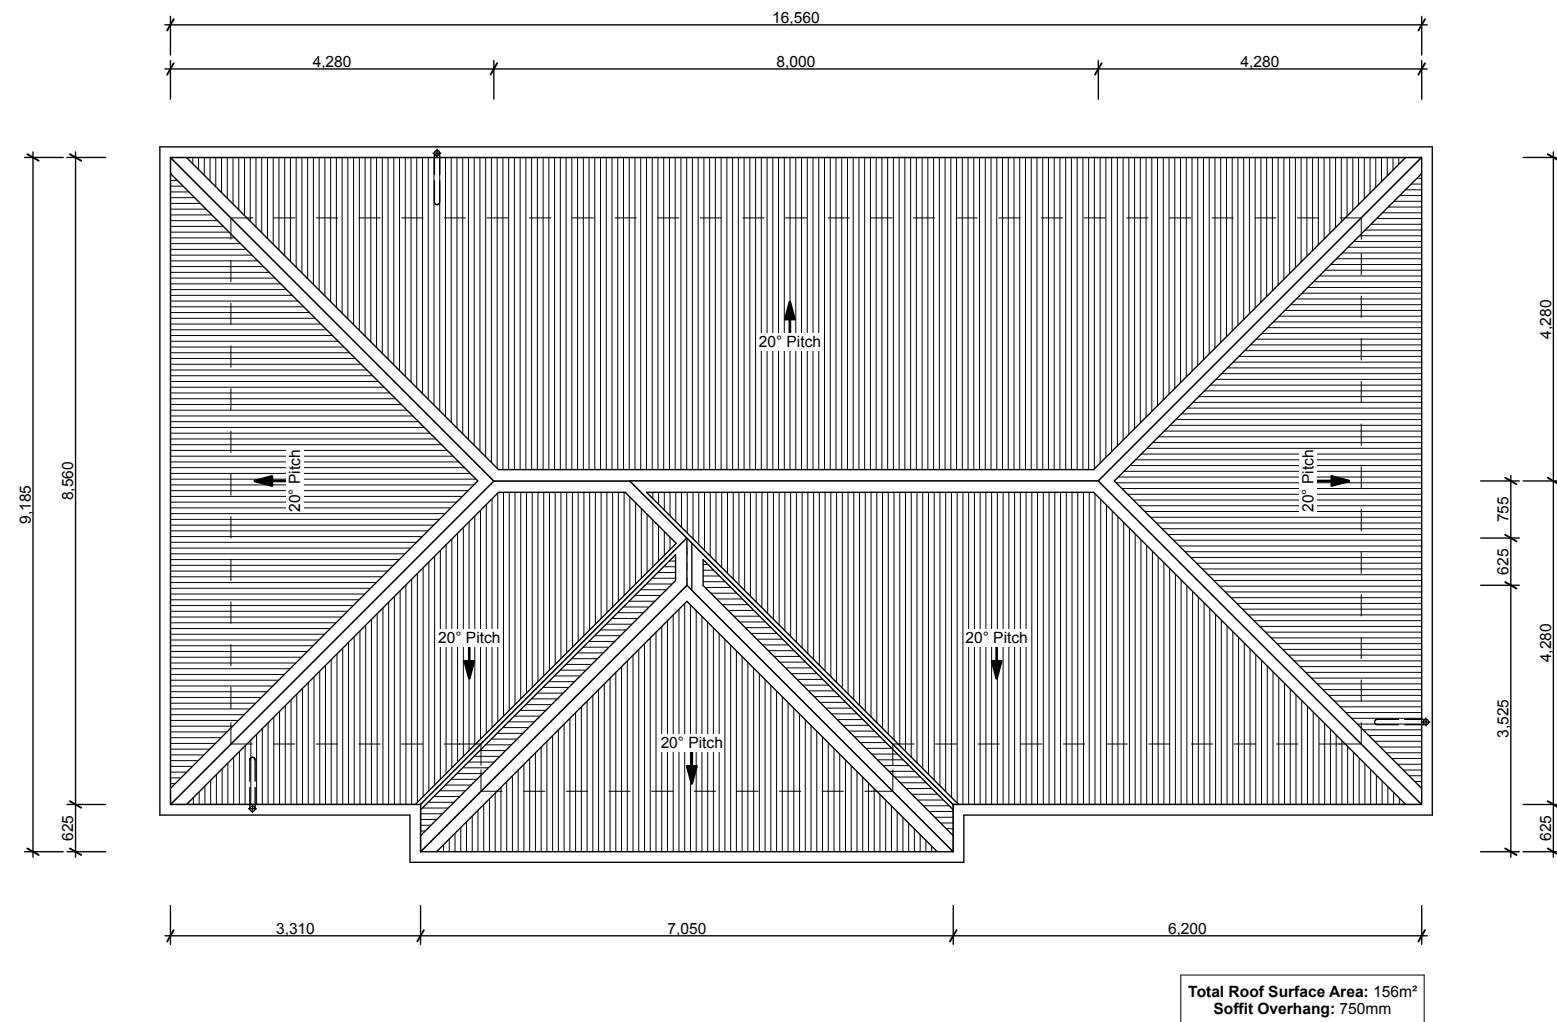 16,560
4,280
8,000
4,280
9,185
8,560
625
20° Pitch
20° Pitch
20° Pitch
20° Pitch
20° Pitch
20° Pitch
4,280
755
625
4,280
3,525
625
3,310
7,050
6,200
Total Roof Surface Area: 156m²
Soffit Overhang: 750mm